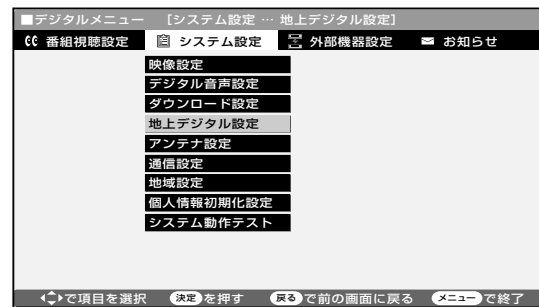 ■デジタルメニュー ［システム設定 … 地上デジタル設定］
番組視聴設定 システム設定 外部機器設定 お知らせ
映像設定
デジタル音声設定
ダウンロード設定
地上デジタル設定
アンテナ設定
通信設定
地域設定
個人情報初期化設定
システム動作テスト
で項目を選択 決定を押す 戻るで前の画面に戻る メニューで終了